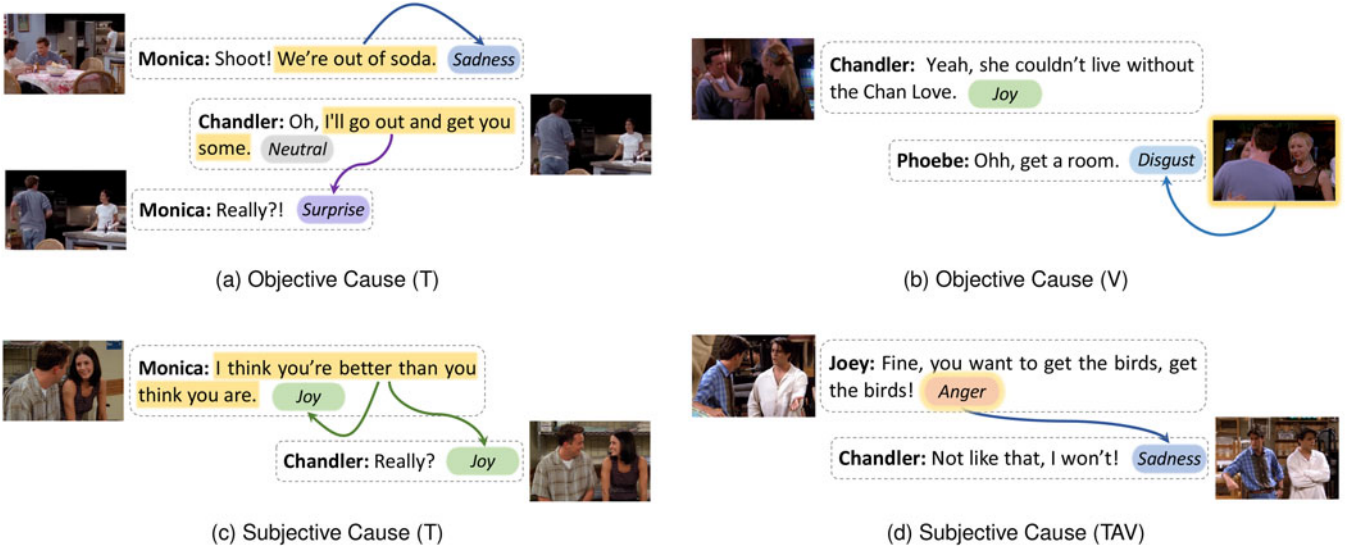 Monica: Shoot! We're out of soda. Sadness
Chandler: Oh, I'll go out and get you
some. Neutral
Monica: Really?! Surprise
(a) Objective Cause (T)
Chandler: Yeah, she couldn't live without
the Chan Love. Joy
Phoebe: Ohh, get a room. Disgust
(b) Objective Cause (V)
Monica: I think you're better than you
think you are. Joy
Chandler: Really? Joy
(c) Subjective Cause (T)
Joey: Fine, you want to get the birds, get
the birds! Anger
Chandler: Not like that, I won't! Sadness
(d) Subjective Cause (TAV)